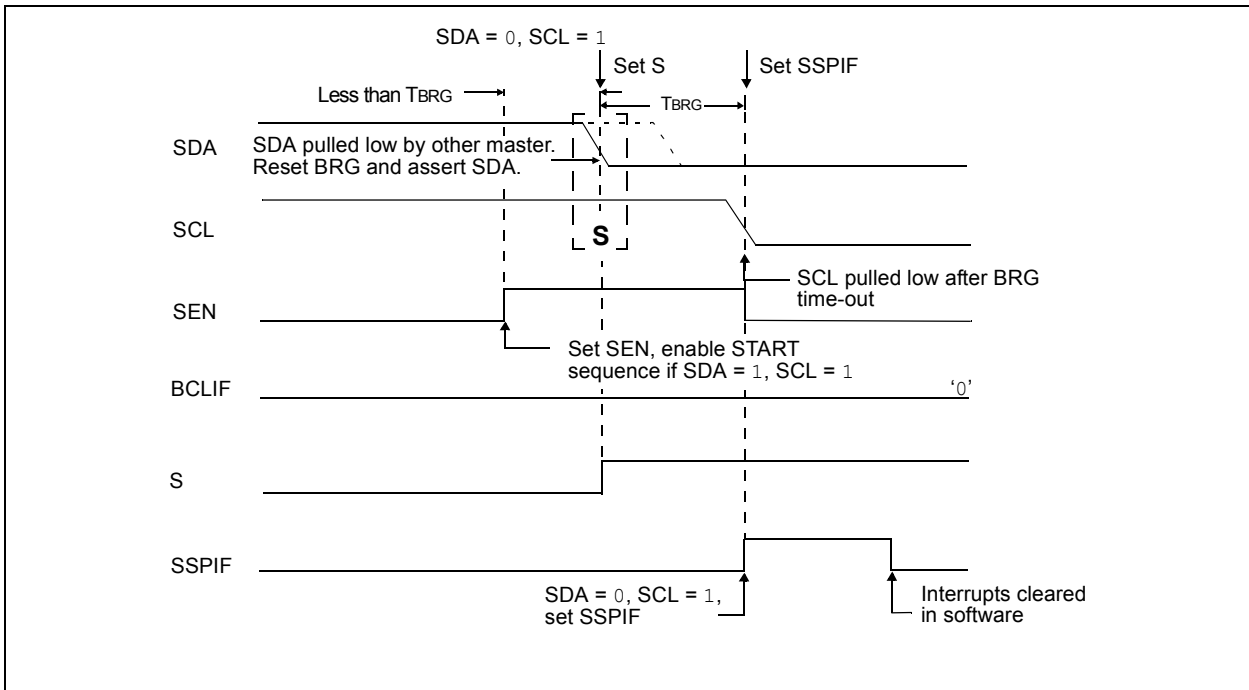 SDA = 0, SCL = 1
Set S
Set SSPIF
Less than TBRG
TBRG
SDA
SDA pulled low by other master.
Reset BRG and assert SDA.
SCL
S
SCL pulled low after BRG
time-out
SEN
Set SEN, enable START
sequence if SDA = 1, SCL = 1
BCLIF
‘0’
S
SSPIF
SDA = 0, SCL = 1,
set SSPIF
Interrupts cleared
in software